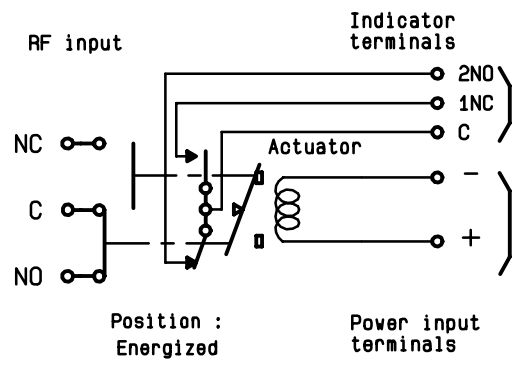 RF input
Indicator
terminals
2NO
1NC
C
NC
Actuator
-
C
+
NO
Position :
Energized
Power input
terminals